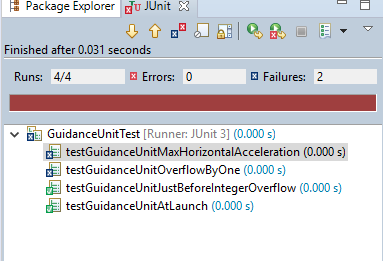 Package Explorer JUnit
Finished after 0.031 seconds
Runs: 4/4 Errors: 0 Failures: 2
GuidanceUnitTest [Runner: JUnit 3] (0.000 s)
testGuidanceUnitMaxHorizontalAcceleration (0.000 s)
testGuidanceUnitOverflowByOne (0.000 s)
testGuidanceUnitJustBeforeIntegerOverflow (0.000 s)
testGuidanceUnitAtLaunch (0.000 s)